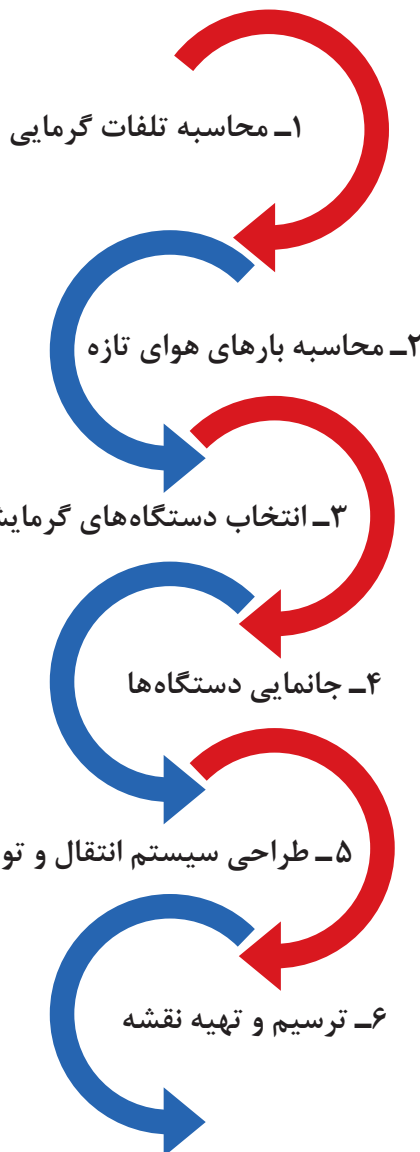 ۱ـ محاسبه تلفات گرمایی
۲ـ محاسبه بارهای هوای تازه
۳ـ انتخاب دستگاه‌های
۴ـ جانمایی دستگاه‌ها
۵ـ طراحی سیستم انتقال و
۶ـ ترسیم و تهیه نقشه